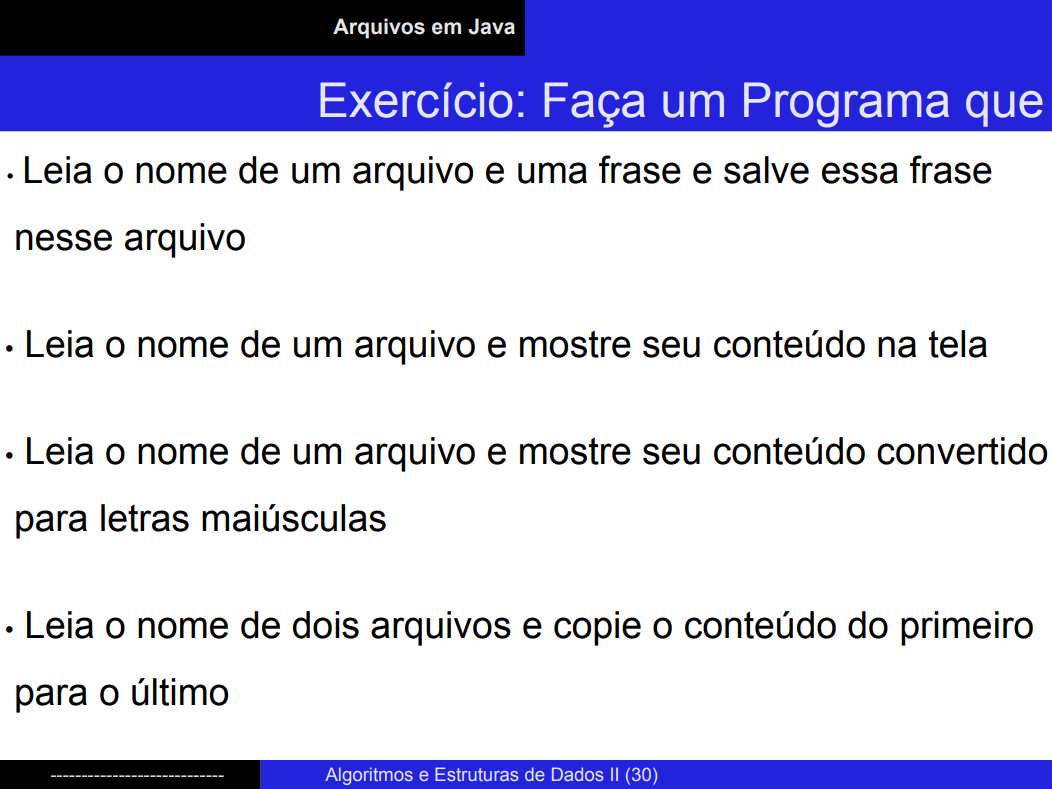 Arquivos em Java
Exercício: Faça um Programa que
• Leia o nome de um arquivo e uma frase e salve essa frase
nesse arquivo
• Leia o nome de um arquivo e mostre seu conteúdo na tela
• Leia o nome de um arquivo e mostre seu conteúdo convertido
para letras maiúsculas
• Leia o nome de dois arquivos e copie o conteúdo do primeiro
para o último
----------------------------
Algoritmos e Estruturas de Dados II (30)